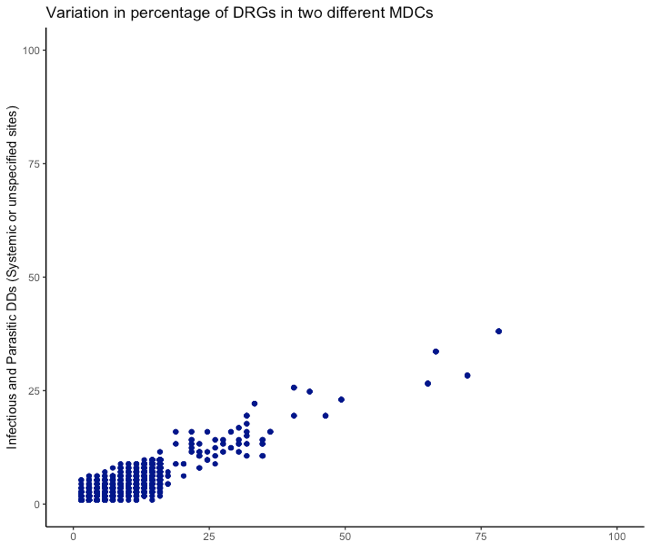 Variation in percentage of DRGs in two different MDCs
Infectious and Parasitic DDs (Systemic or unspecified sites)
100
75
50
25
0
0 25 50 75 100